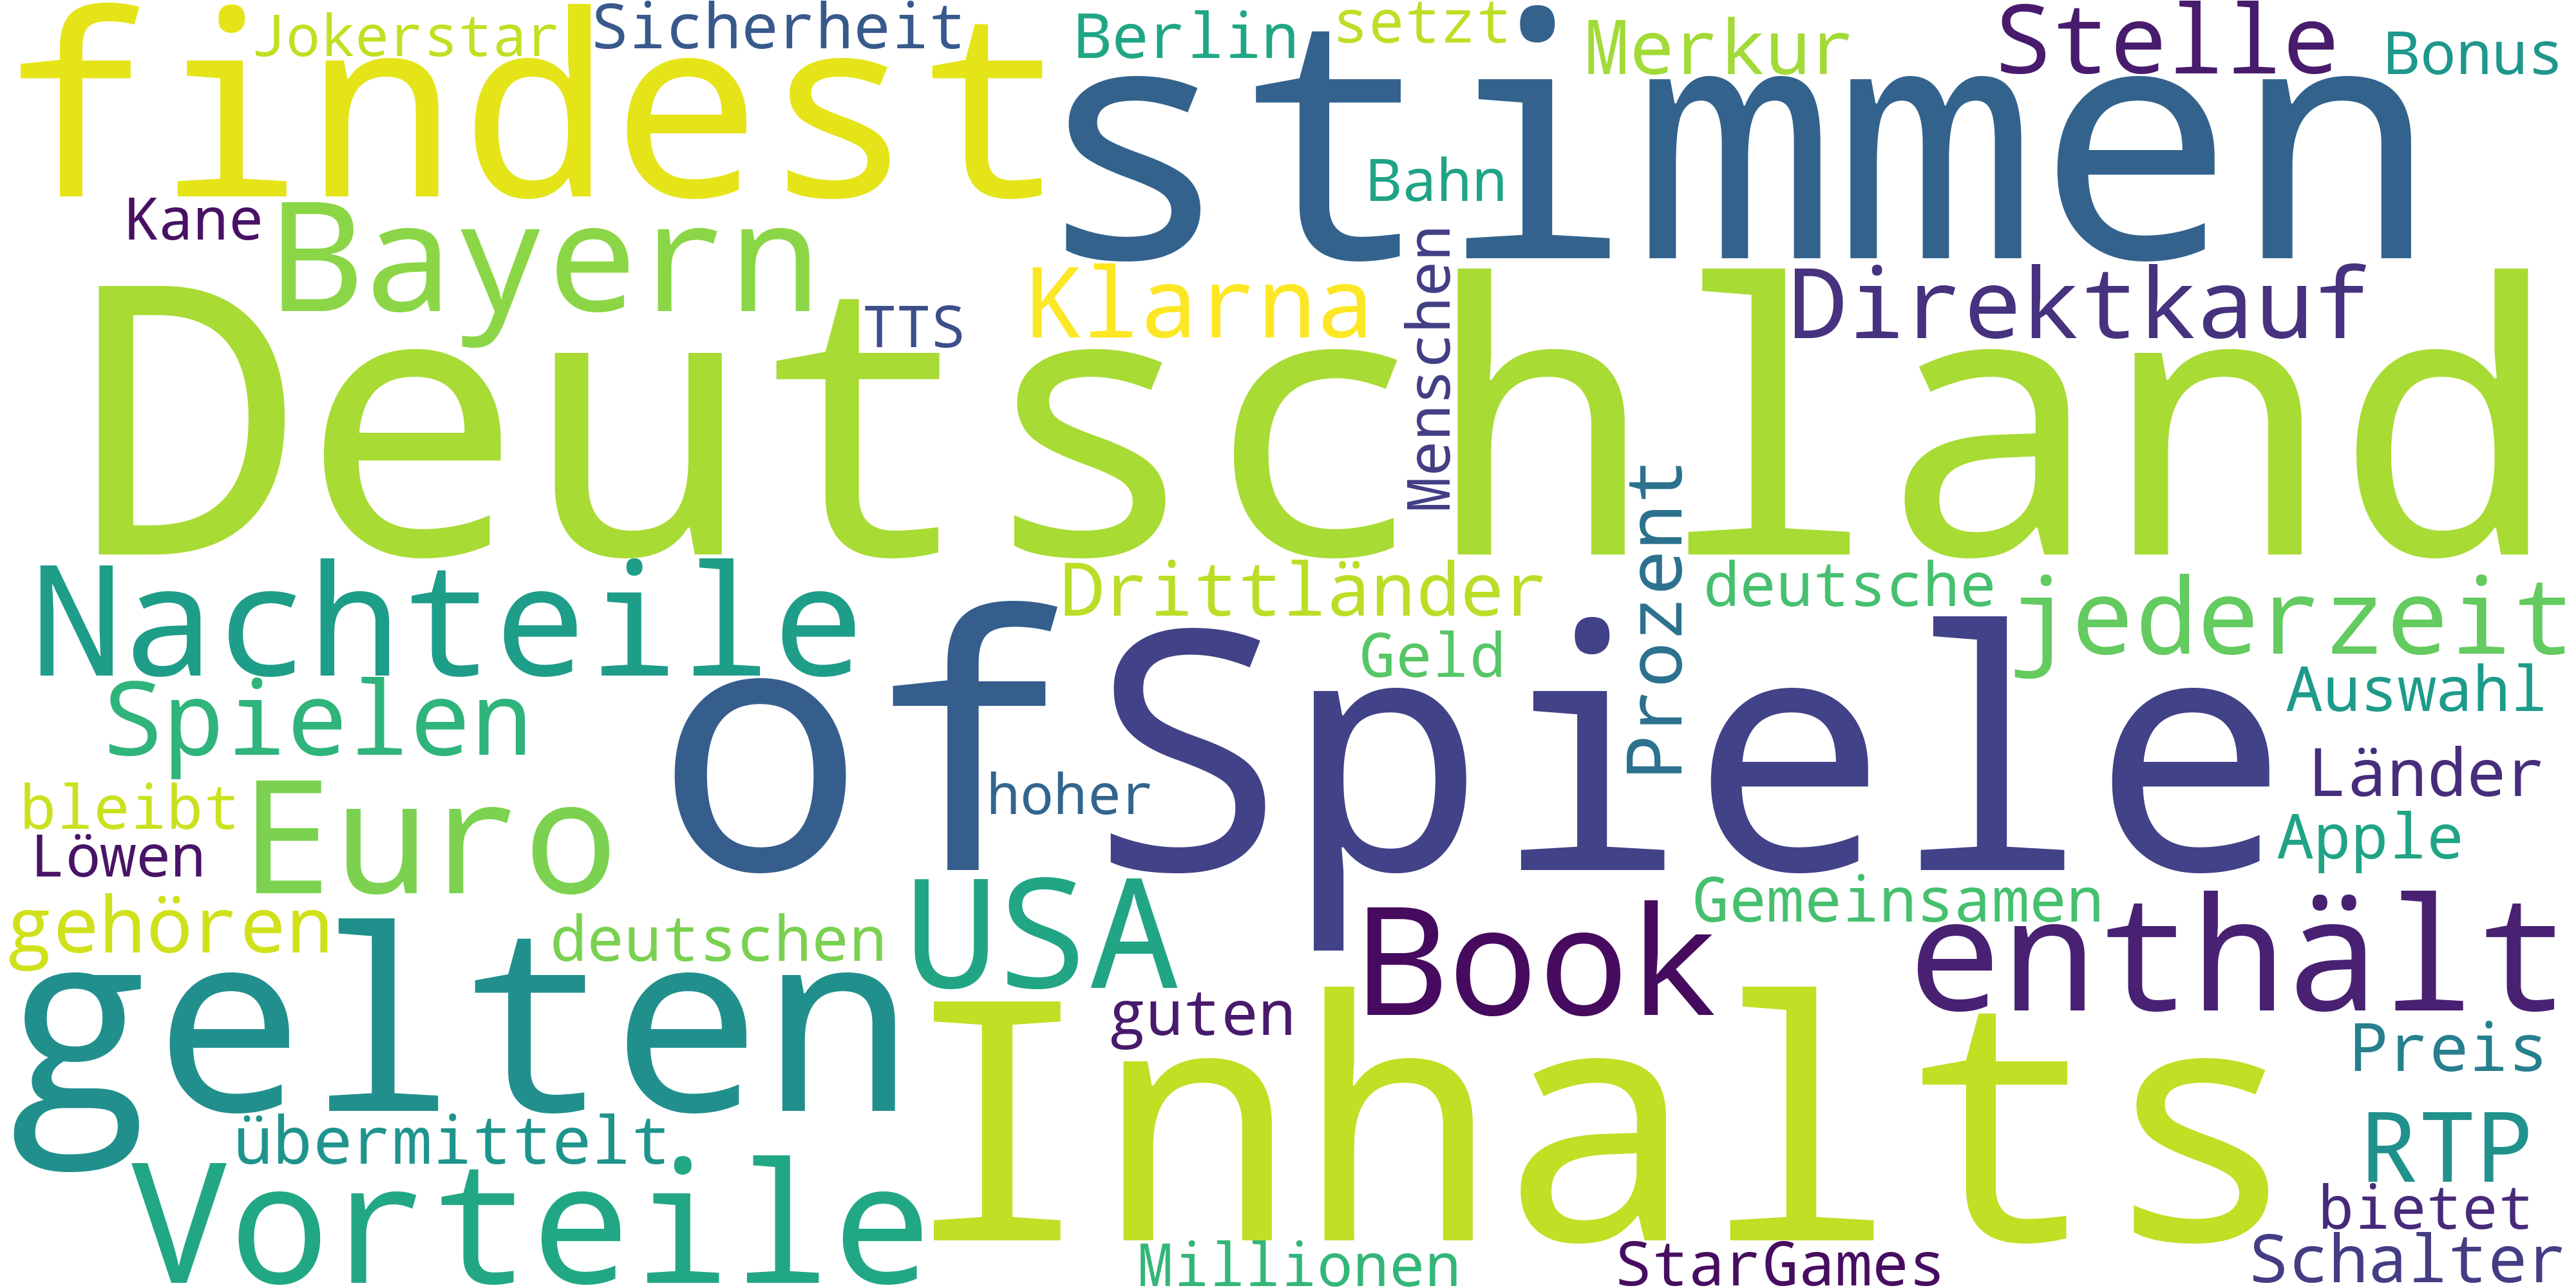 Jokerstar
Sicherheit
Berlin
setzt
Merkur
Stelle
Bonus
findest
stimmen
Bahn
Kane
Bayern
Menschen
Klarna
Direktkauf
TTS
Deutschland
Prozent
Nachteile
Drittländer
deutsche
jederzeit
Geld
Spielen
Auswahl
of
Spiele
hoher
Länder
bleibt
Euro
Apple
Löwen
USA
Gemeinsamen
gehören
deutschen
Book
enthält
gelten
guten
Inhalts
Preis
übermittelt
RTP
Vorteile
bietet
Millionen
StarGames
Schalter